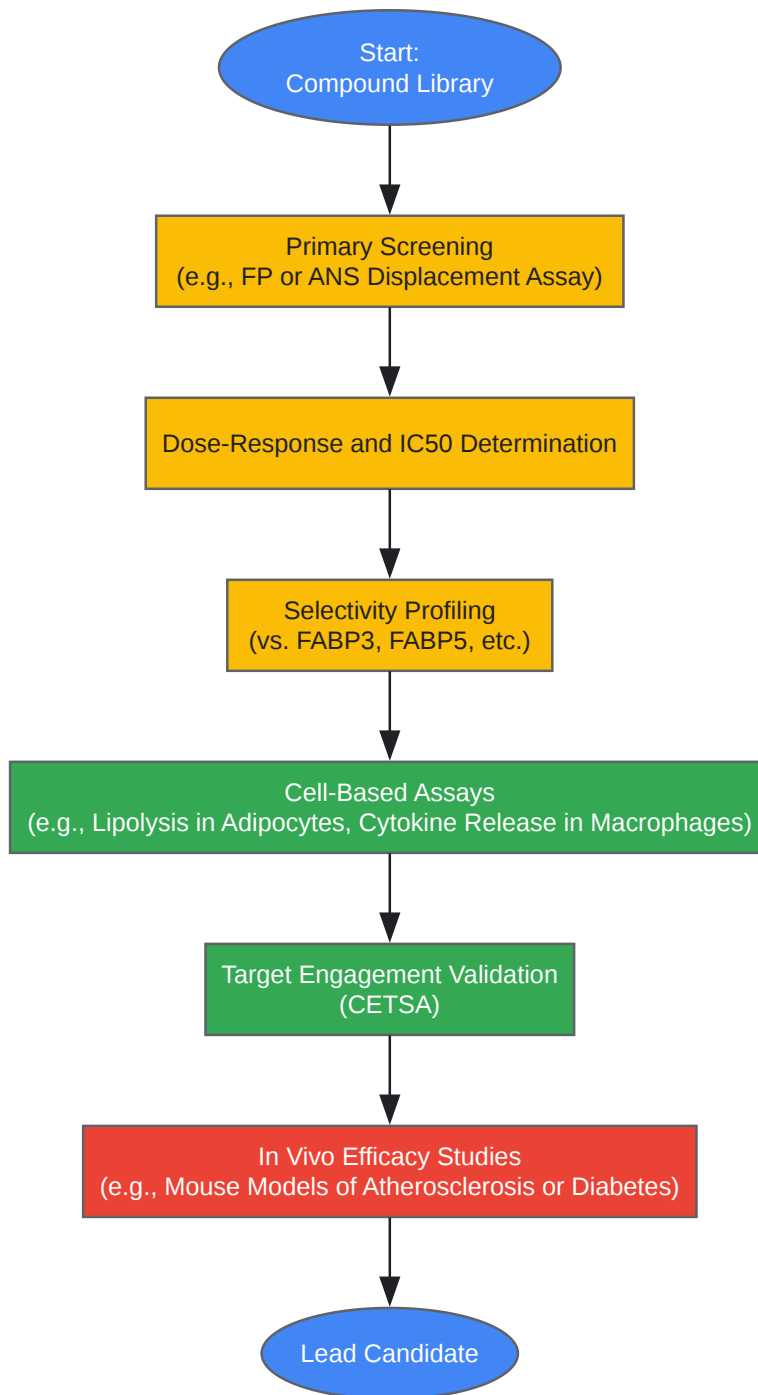 Start:
Compound Library
Primary Screening
(e.g., FP or ANS Displacement Assay)
Dose-Response and IC50 Determination
Selectivity Profiling
(vs. FABP3, FABP5, etc.)
Cell-Based Assays
(e.g., Lipolysis in Adipocytes, Cytokine Release in Macrophages)
Target Engagement Validation
(CETSA)
In Vivo Efficacy Studies
(e.g., Mouse Models of Atherosclerosis or Diabetes)
Lead Candidate